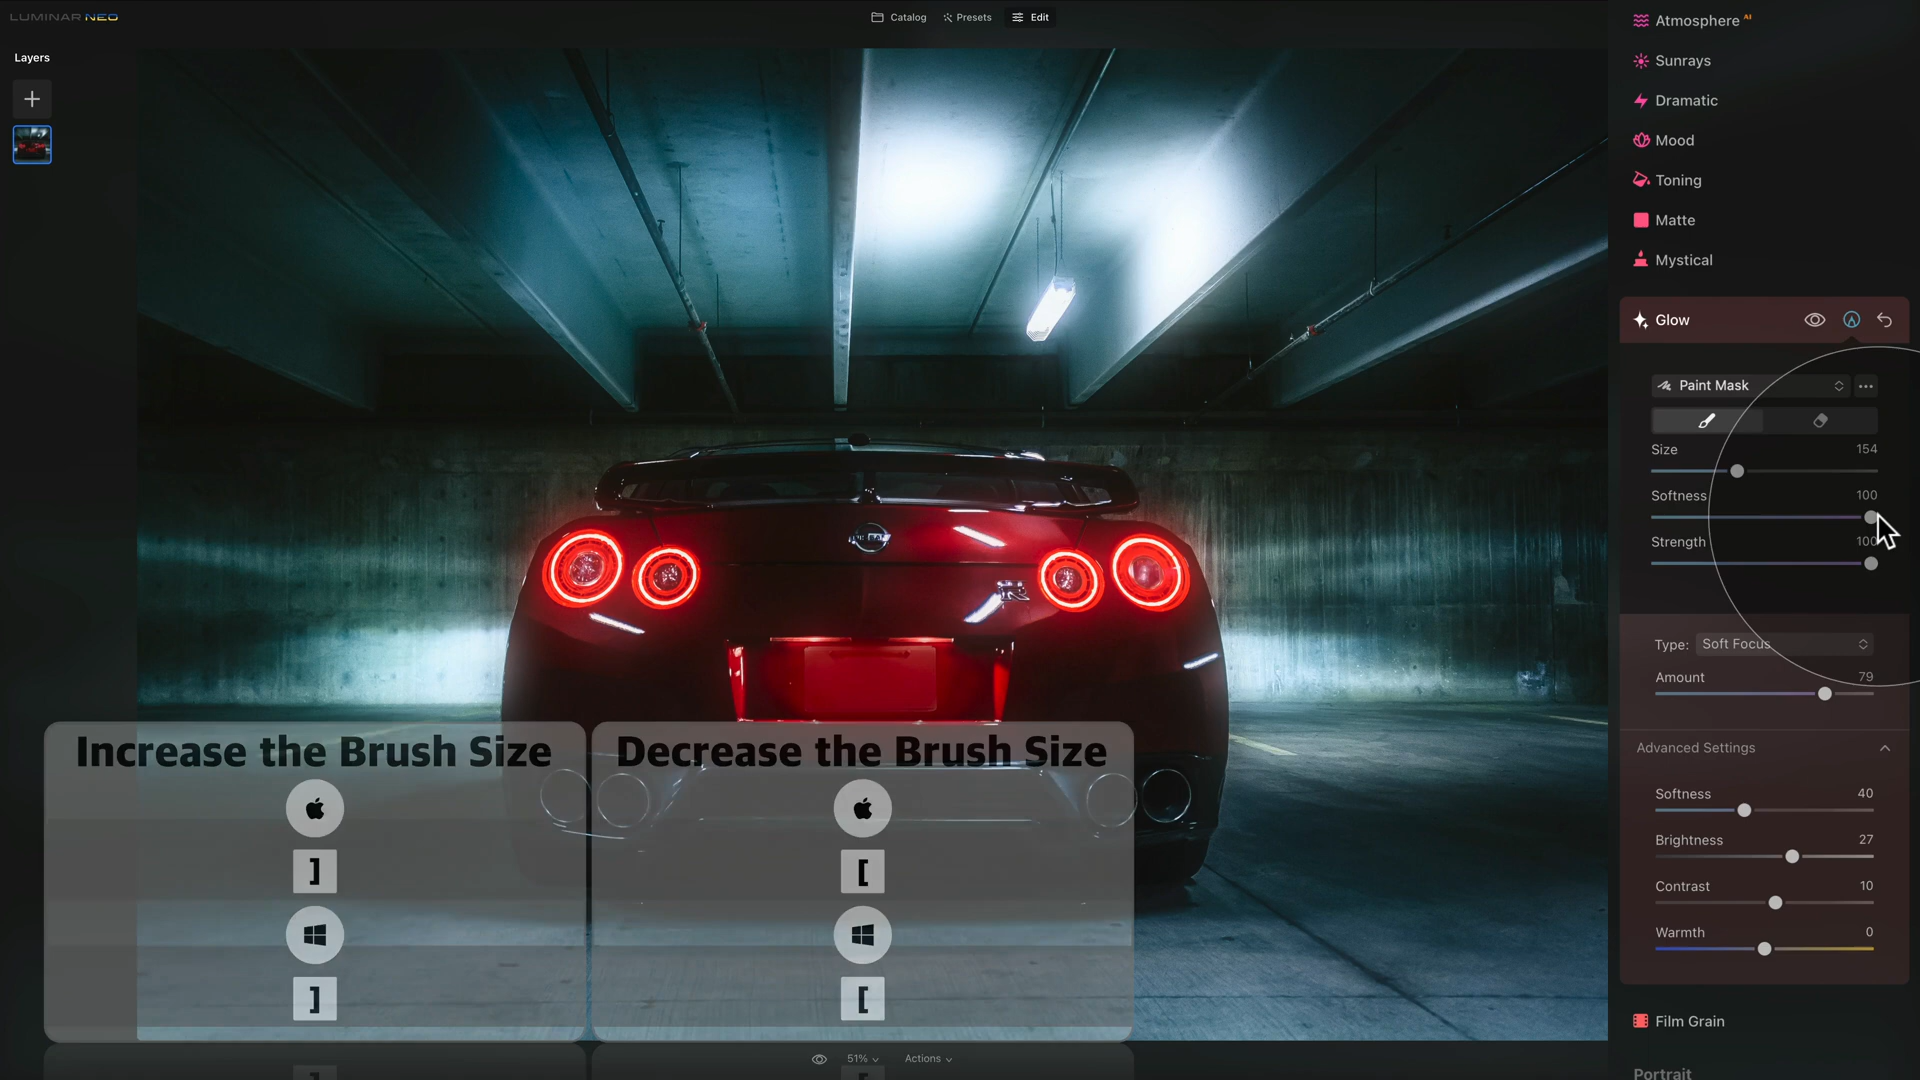 LUMINAR NEO
Catalog
Presets
Edit
Layers
Atmosphere AI
Sunrays
Dramatic
Mood
Toning
Matte
Mystical
Glow
Paint Mask
Size 154
Softness 100
Strength 100
Type: Soft Focus
Amount 79
Advanced Settings
Softness 40
Brightness 27
Contrast 10
Warmth 0
Film Grain
Portrait
Increase the Brush Size
]
]
Decrease the Brush Size
[
[
51%
Actions